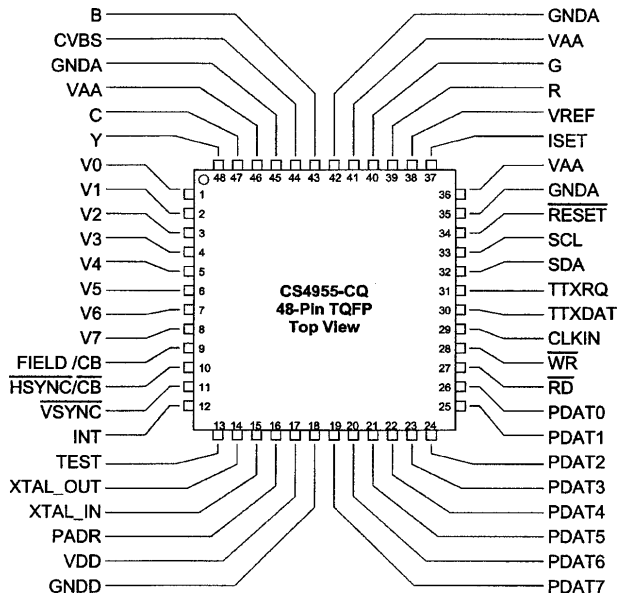 B
CVBS
GNDA
VAA
C
Y
V0
V1
V2
V3
V4
V5
V6
V7
FIELD /CB
HSYNC/CB
VSYNC
INT
TEST
XTAL_OUT
XTAL_IN
PADR
VDD
GNDD
48 47 46 45 44 43 42 41 40 39 38 37
1
2
3
4
5
6
7
8
9
10
11
12
CS4955-CQ
48-Pin TQFP
Top View
36
35
34
33
32
31
30
29
28
27
26
25
13 14 15 16 17 18 19 20 21 22 23 24
GNDA
VAA
G
R
VREF
ISET
VAA
GNDA
RESET
SCL
SDA
TTXRQ
TTXDAT
CLKIN
WR
RD
PDAT0
PDAT1
PDAT2
PDAT3
PDAT4
PDAT5
PDAT6
PDAT7